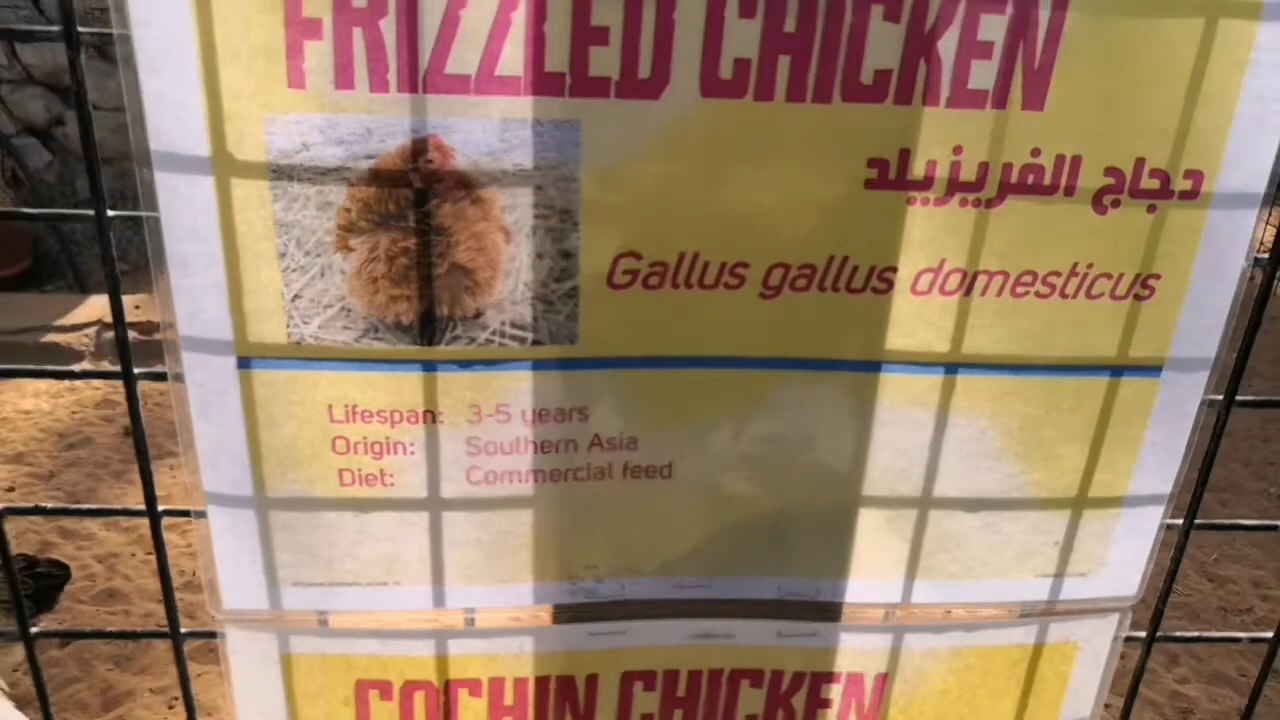 FRIZZLED CHICKEN
دجاج الفريزيلد
Gallus gallus domesticus
Lifespan: 3-5 years
Origin: Southern Asia
Diet: Commercial feed
COCHIN CHICKEN